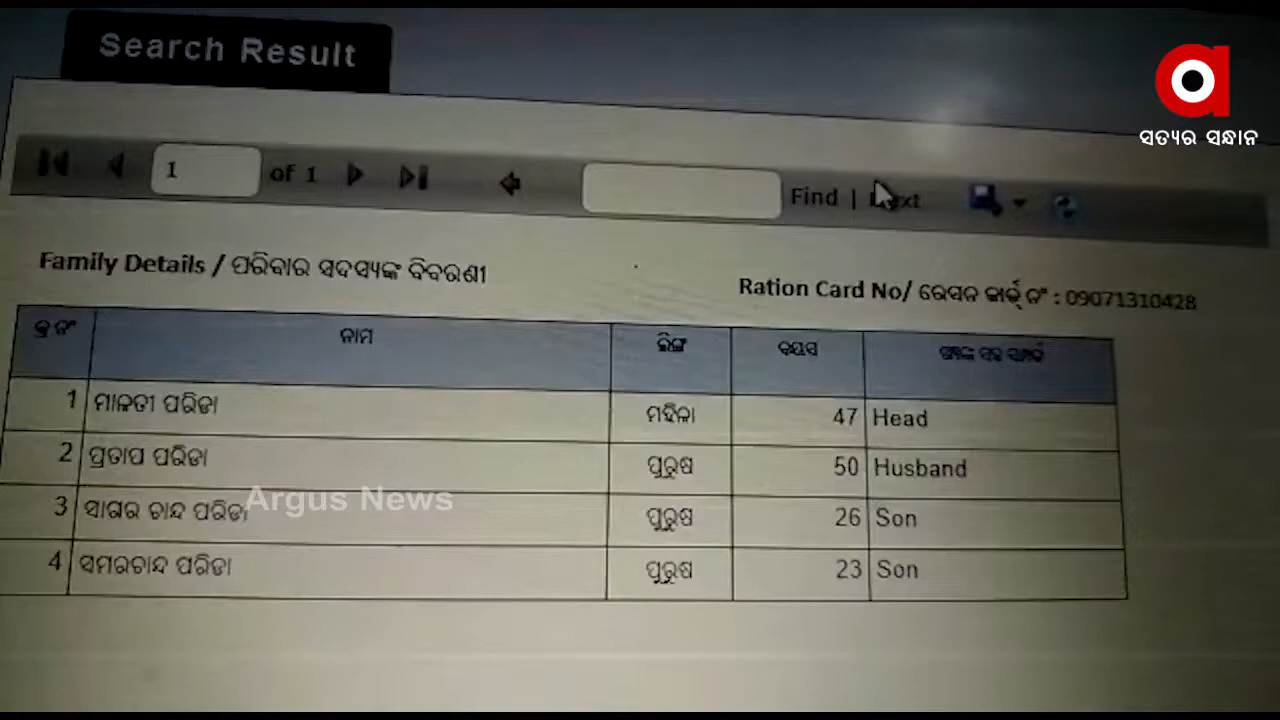 Search Result
ସତ୍ୟର ସନ୍ଧାନ
1 of 1 Find |
Family Details / ପରିବାର ସଦସ୍ୟଙ୍କ ବିବରଣୀ
Ration Card No/ ରେସନ କାର୍ଡ ନଂ : 09071310428
କ୍ର ନଂ ନାମ ଲିଙ୍ଗ ବୟସ
1 ମାଳତୀ ପରିଡା ମହିଳା 47 Head
2 ପ୍ରତାପ ପରିଡା ପୁରୁଷ 50 Husband
3 ସାଗର ଚାନ୍ଦ ପରିଡା ପୁରୁଷ 26 Son
Argus News
4 ସମରଚାନ୍ଦ ପରିଡା ପୁରୁଷ 23 Son